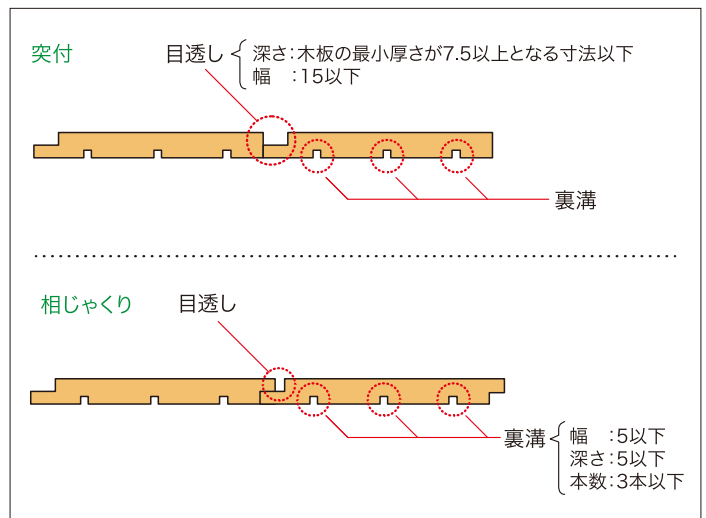 突付
目透し
深さ:木板の最小厚さが7.5以上となる寸法以下
幅 :15以下
裏溝
相じゃくり
目透し
裏溝
幅 :5以下
深さ:5以下
本数:3本以下